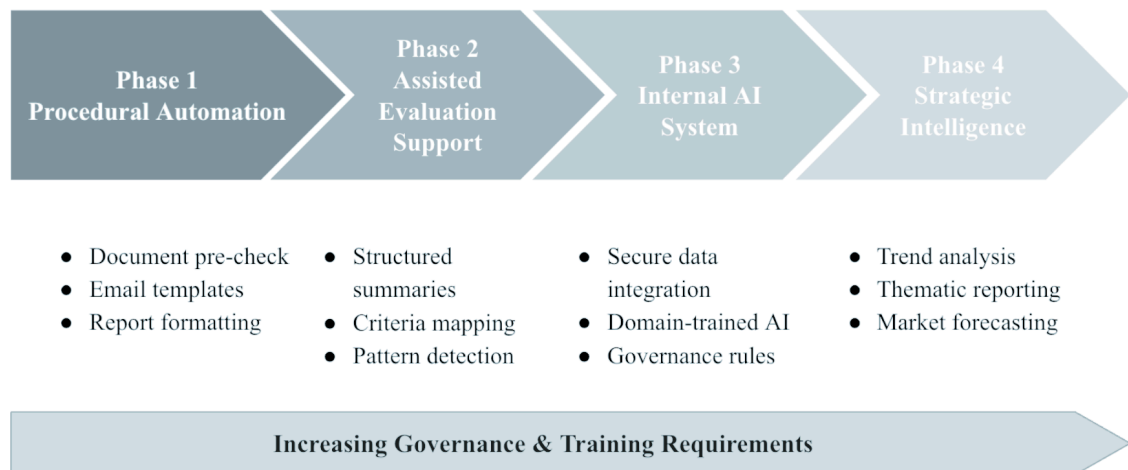 Phase 1
Procedural Automation
Phase 2
Assisted
Evaluation
Support
Phase 3
Internal AI
System
Phase 4
Strategic
Intelligence
● Document pre-check
● Email templates
● Report formatting
● Structured
summaries
● Criteria mapping
● Pattern detection
● Secure data
integration
● Domain-trained AI
● Governance rules
● Trend analysis
● Thematic reporting
● Market forecasting
Increasing Governance & Training Requirements